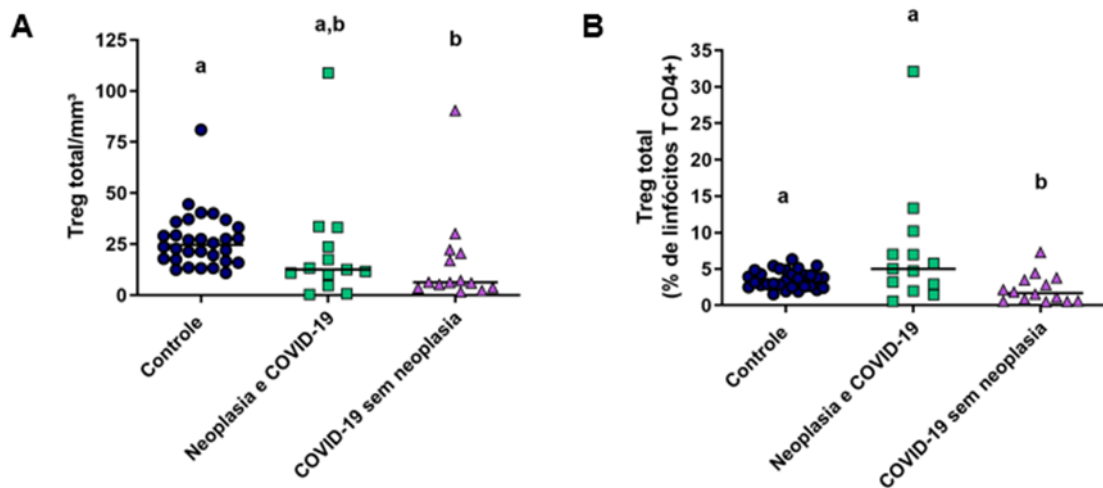 A
Treg total/mm³
125
100
75
50
25
0
a
a,b
b
Controle
Neoplasia e COVID-19
COVID-19 sem neoplasia
B
Treg total
(% de linfócitos T CD4+)
35
30
25
20
15
10
5
0
a
a
b
Controle
Neoplasia e COVID-19
COVID-19 sem neoplasia